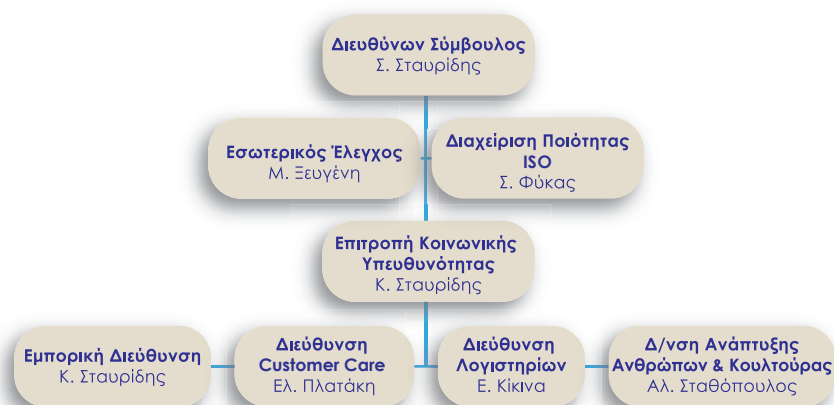 Διευθύνων Σύμβουλος
Σ. Σταυρίδης
Εσωτερικός Έλεγχος
Μ. Ξευγένη
Διαχείριση Ποιότητας
ISO
Σ. Φύκας
Επιτροπή Κοινωνικής
Υπευθυνότητας
Κ. Σταυρίδης
Εμπορική Διεύθυνση
Κ. Σταυρίδης
Διεύθυνση
Customer Care
Ελ. Πλατάκη
Διεύθυνση
Λογιστηρίων
Ε. Κίκινα
Δ/νση Ανάπτυξης
Ανθρώπων & Κουλτούρας
Αλ. Σταθόπουλος